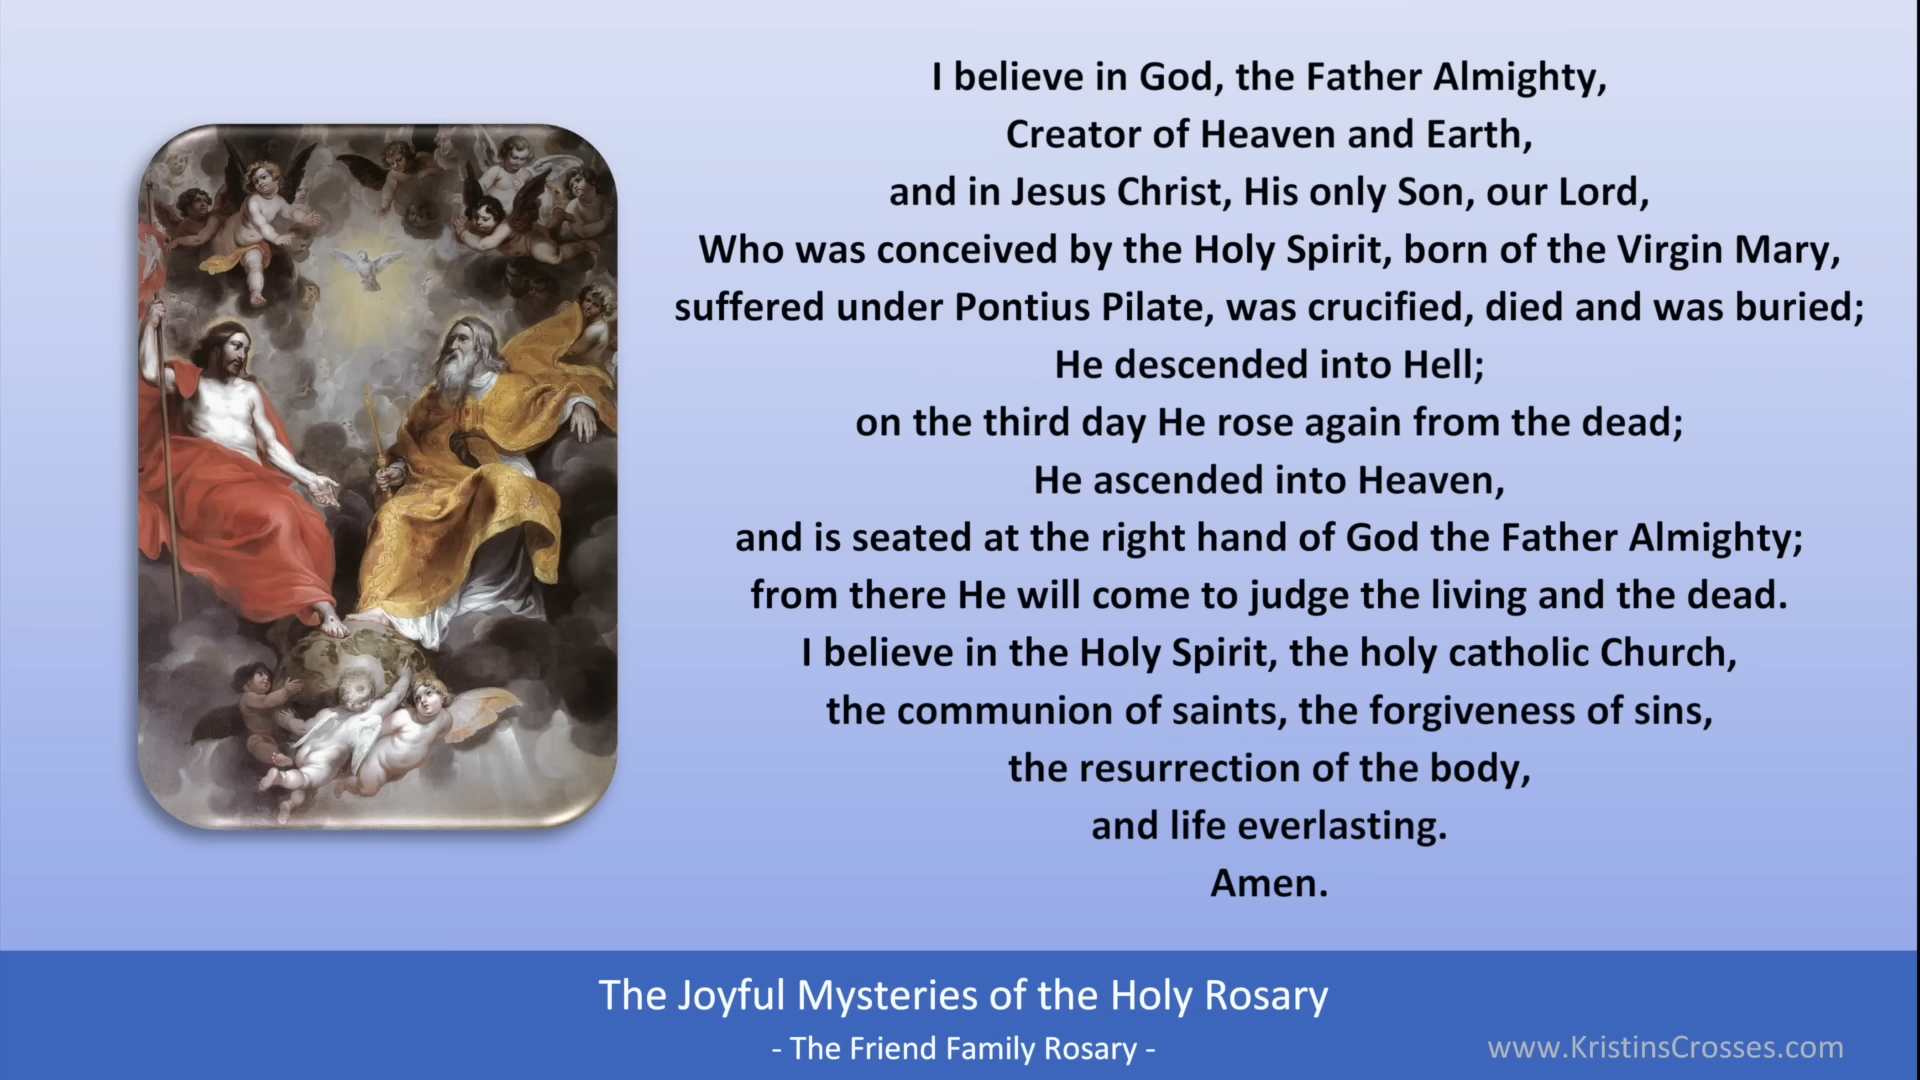 I believe in God, the Father Almighty,
Creator of Heaven and Earth,
and in Jesus Christ, His only Son, our Lord,
Who was conceived by the Holy Spirit, born of the Virgin Mary,
suffered under Pontius Pilate, was crucified, died and was buried;
He descended into Hell;
on the third day He rose again from the dead;
He ascended into Heaven,
and is seated at the right hand of God the Father Almighty;
from there He will come to judge the living and the dead.
I believe in the Holy Spirit, the holy catholic Church,
the communion of saints, the forgiveness of sins,
the resurrection of the body,
and life everlasting.
Amen.
The Joyful Mysteries of the Holy Rosary
- The Friend Family Rosary -
www.KristinsCrosses.com